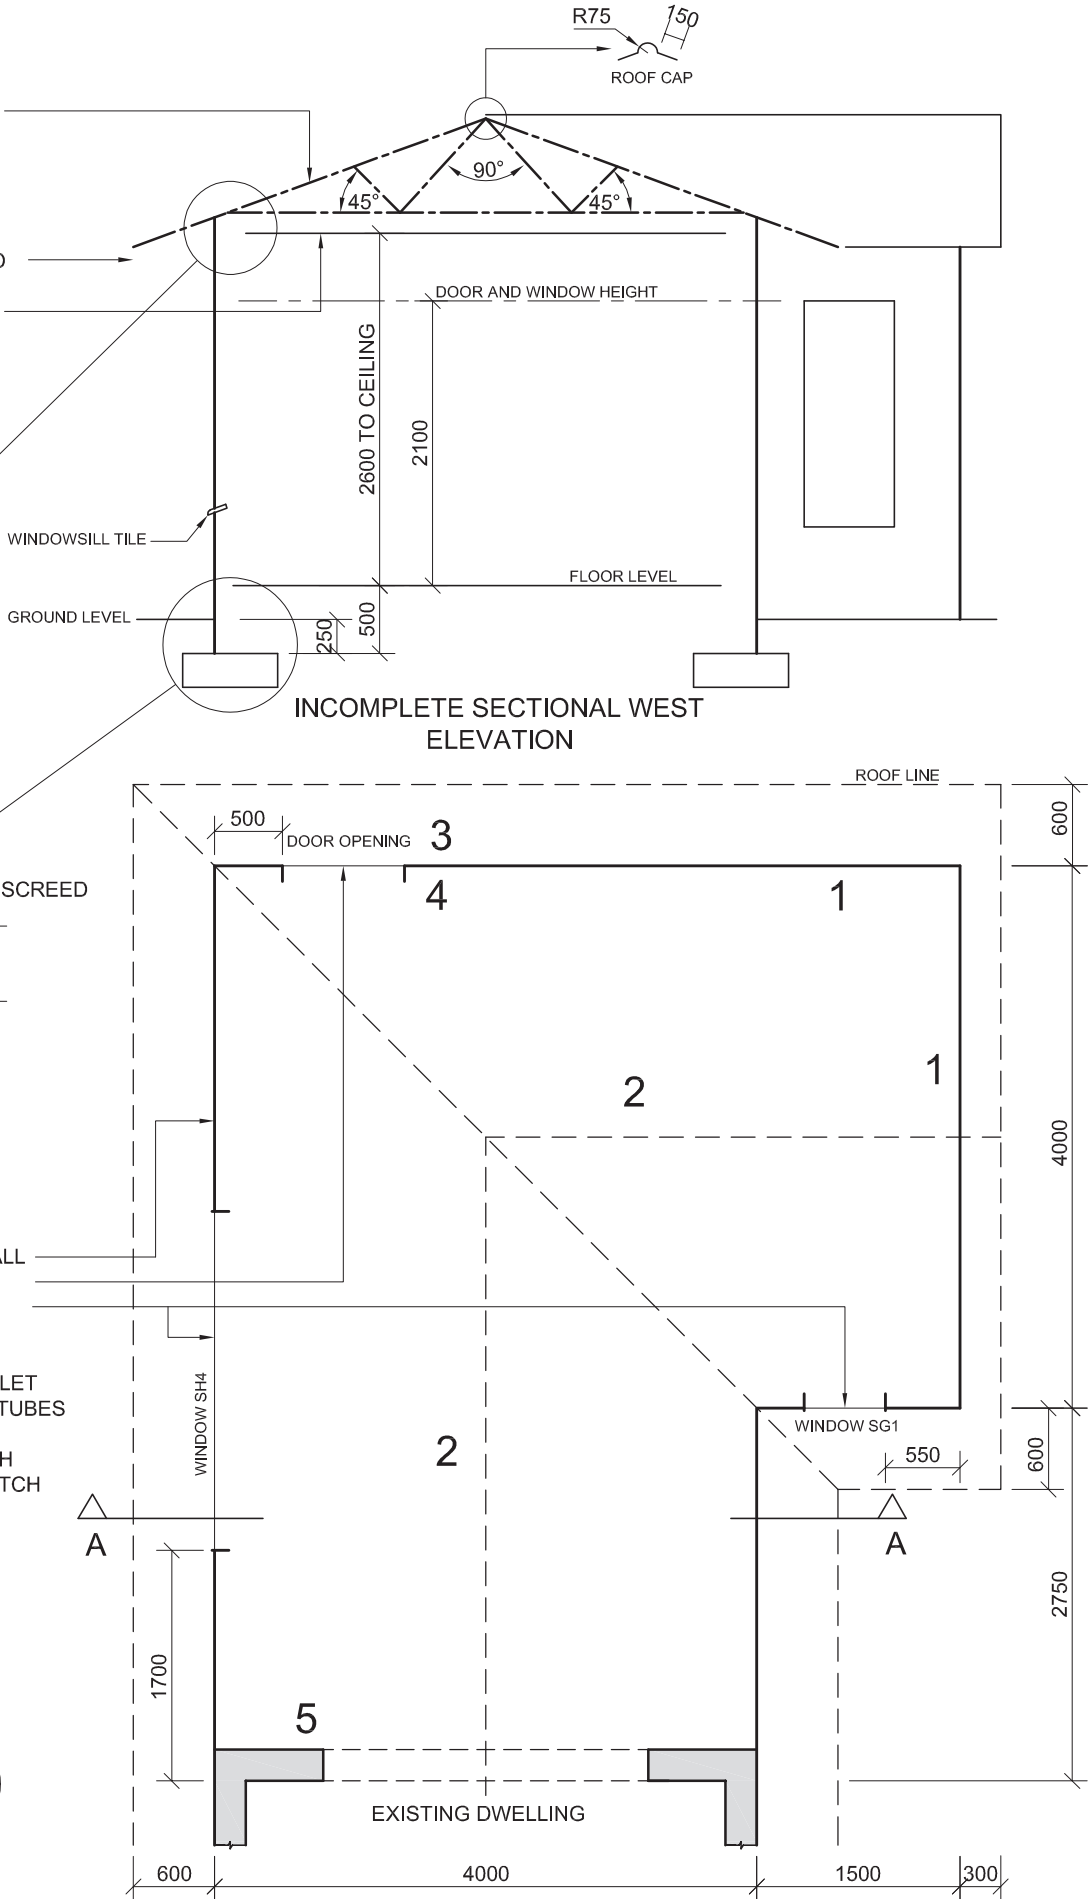 R75
150
ROOF CAP
90°
45°
45°
DOOR AND WINDOW HEIGHT
2600 TO CEILING
2100
WINDOWSILL TILE
FLOOR LEVEL
GROUND LEVEL
250
500
INCOMPLETE SECTIONAL WEST
ELEVATION
ROOF LINE
500
DOOR OPENING
3
600
SCREED
4
1
1
2
4000
ALL
LET
TUBES
WINDOW SH4
H
TCH
2
WINDOW SG1
550
600
A
A
2750
1700
5
EXISTING DWELLING
600
4000
1500
300